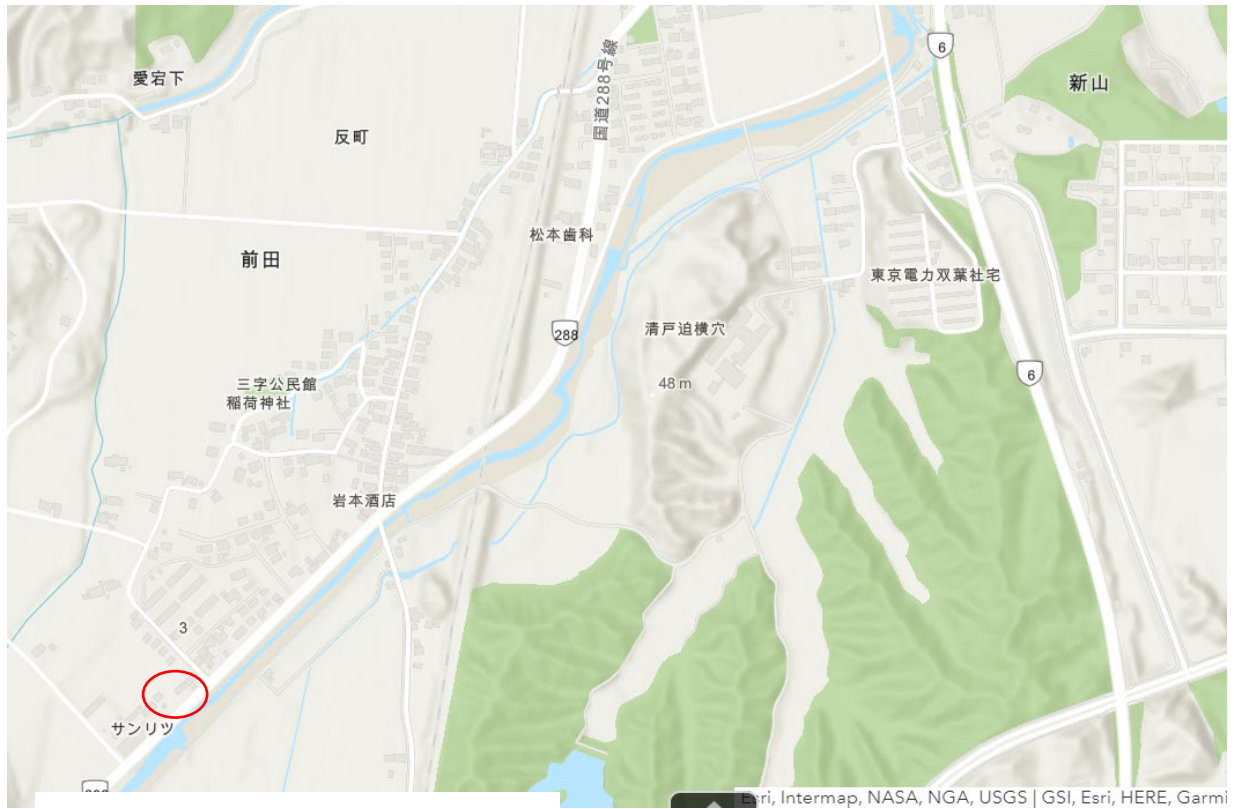 6
新山
愛宕下
国道288号線
反町
松本歯科
前田
東京電力双葉社宅
288
清戸迫横穴
6
三字公民館
48 m
稲荷神社
岩本酒店
3
サンリツ
Esri, Intermap, NASA, NGA, USGS | GSI, Esri, HERE, Garmi